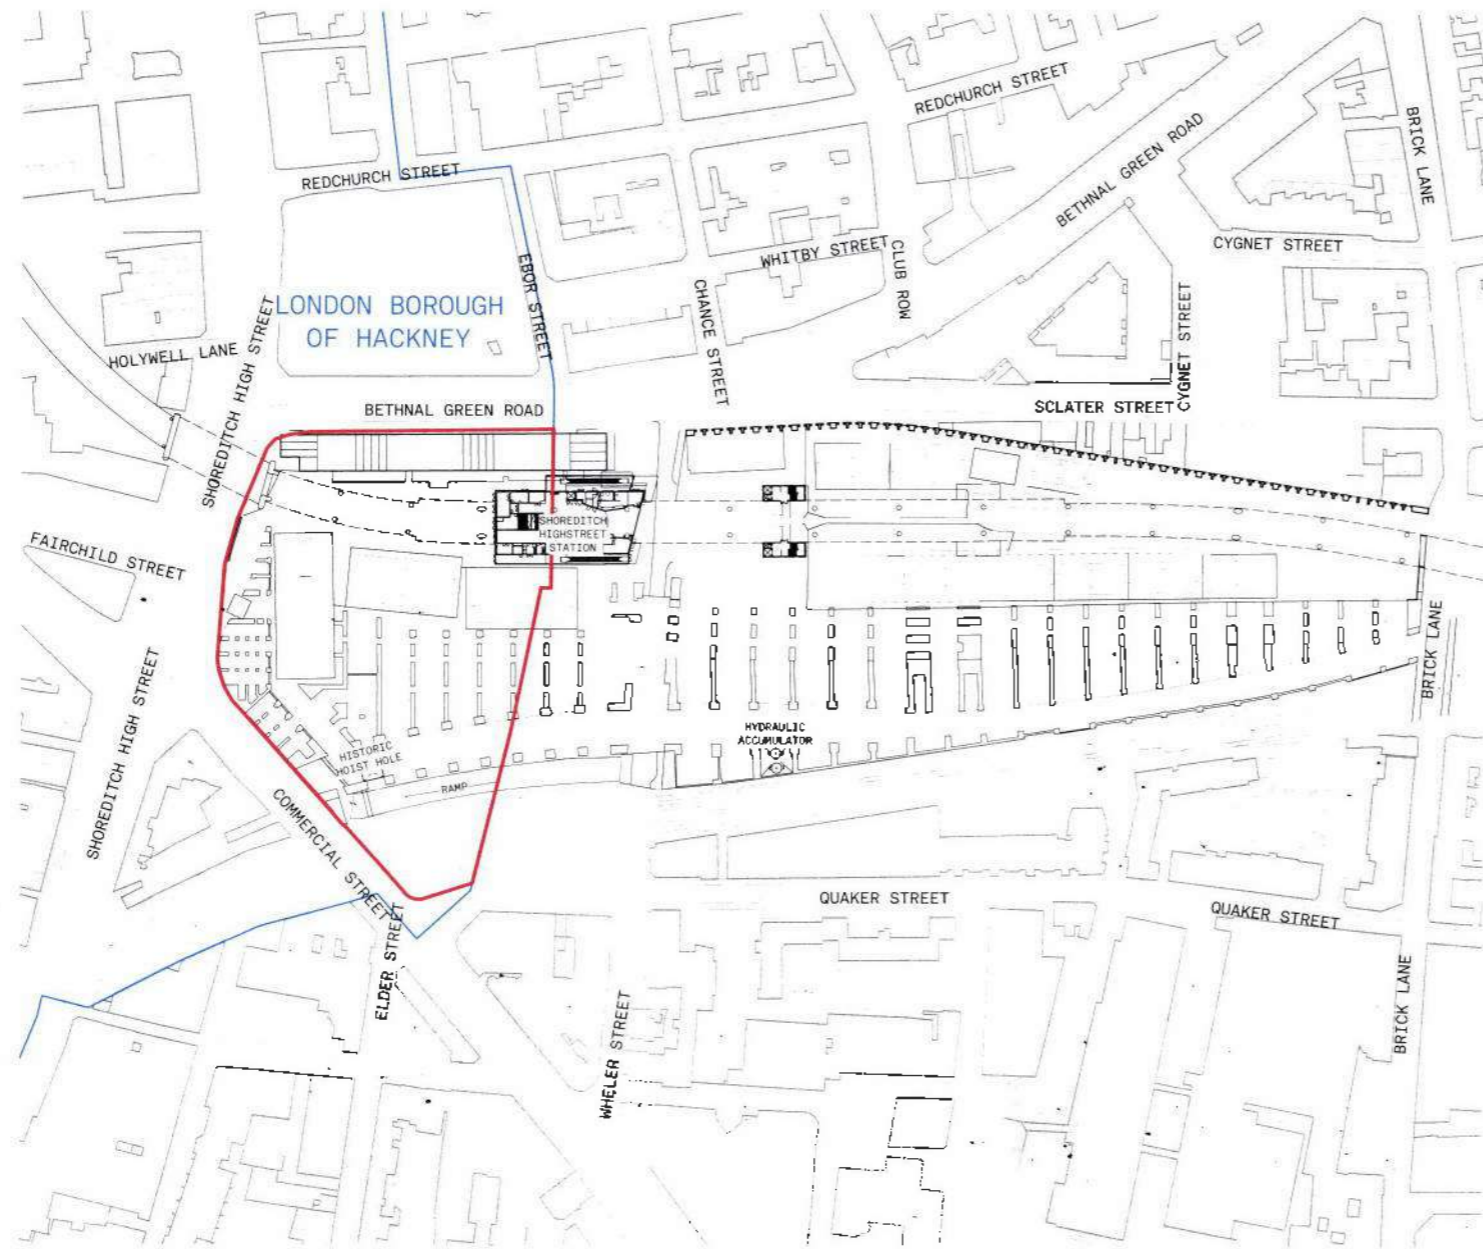 REDCHURCH STREET
BRICK LANE
BETHNAL GREEN ROAD
REDCHURCH STREET
WHITBY STREET
CLUB ROW
CYGNET STREET
EBOR STREET
CHANCE STREET
CYGNET STREET
LONDON BOROUGH
OF HACKNEY
HOLYWELL LANE
SHOREDITCH HIGH STREET
BETHNAL GREEN ROAD
SCLATER STREET
SHOREDITCH
HIGHSTREET
STATION
FAIRCHILD STREET
BRICK LANE
SHOREDITCH HIGH STREET
HISTORIC
HOIST HOLE
HYDRAULIC
ACCUMULATOR
RAMP
COMMERCIAL STREET
QUAKER STREET
QUAKER STREET
ELDER STREET
BRICK LANE
WHELER STREET